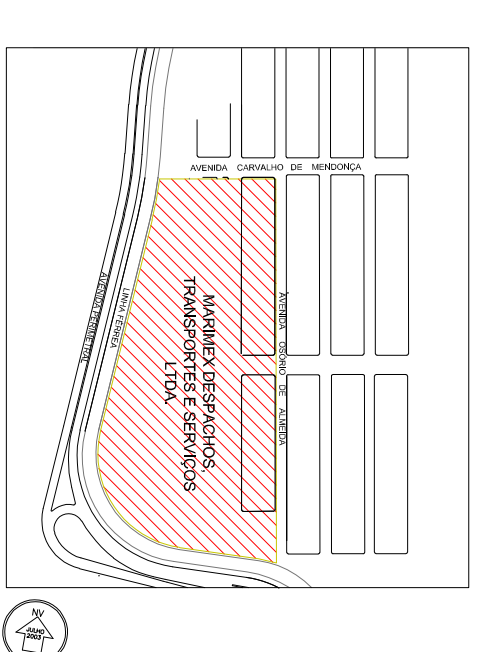 AVENIDA CARVALHO DE MENDONÇA
AVENIDA OSÓRIO DE ALMEIDA
MARIMEX DESPACHOS,
TRANSPORTES E SERVIÇOS
LTDA.
LINHA FÉRREA
AVENIDA PERIMETRAL
NV
JULHO
2003